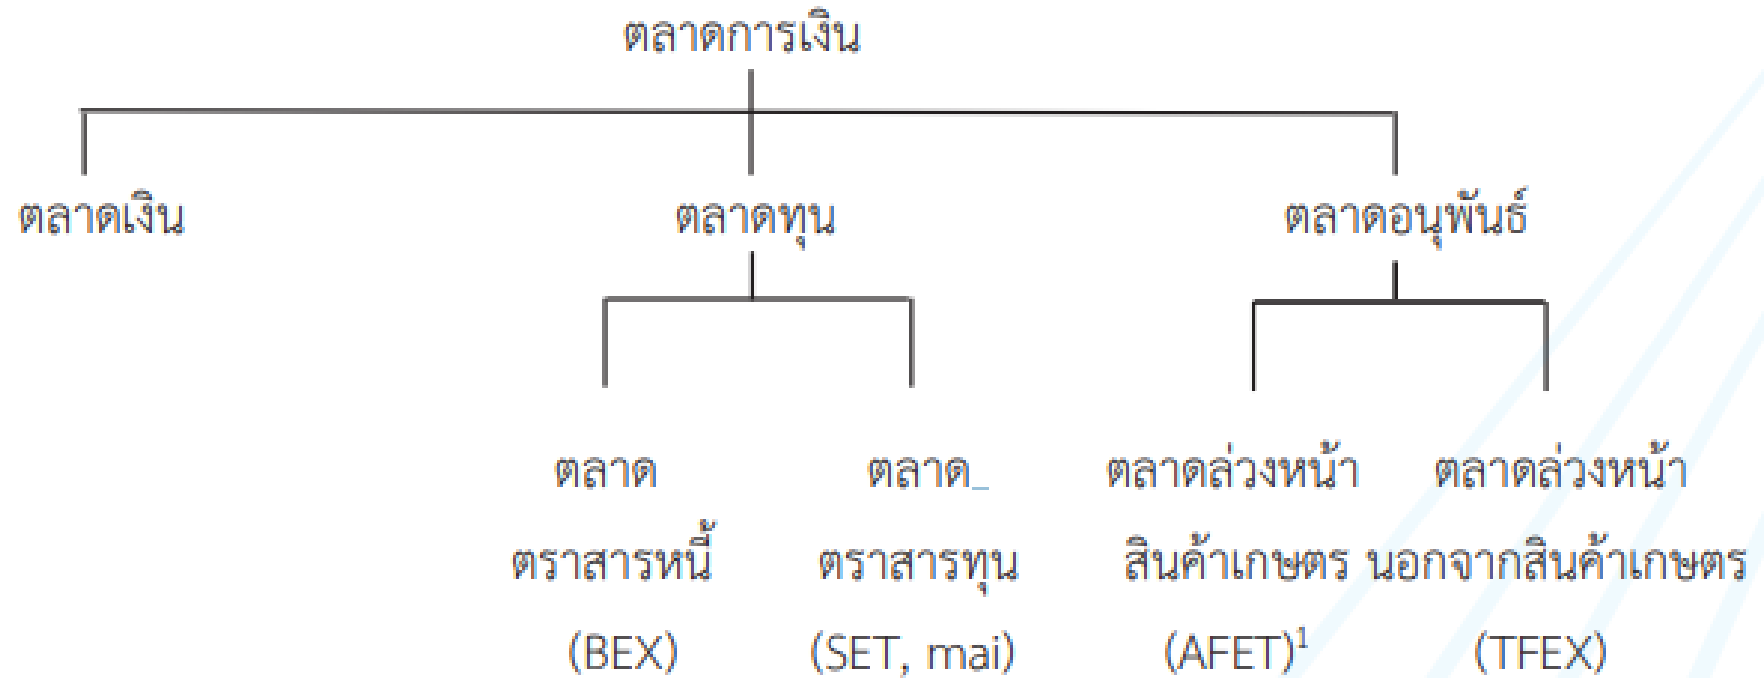 ตลาดการเงิน
ตลาดเงิน
ตลาดทุน
ตลาดอนุพันธ์
ตลาด
ตราสารหนี้
(BEX)
ตลาด_
ตราสารทุน
(SET, mai)
ตลาดล่วงหน้า
สินค้าเกษตร
(AFET)¹
ตลาดล่วงหน้า
นอกจากสินค้าเกษตร
(TFEX)